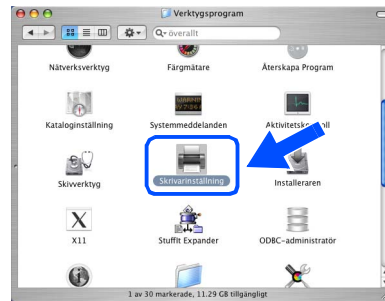 Verktygsprogram
överallt
Nätverksverktyg
Färgmätare
Återskapa Program
Kataloginställning
Systemmeddelanden
Skivverktyg
Skrivarinställning
Installeraren
X11
StuffIt Expander
ODBC-administratör
1 av 30 markerade, 11.29 GB tillgängligt